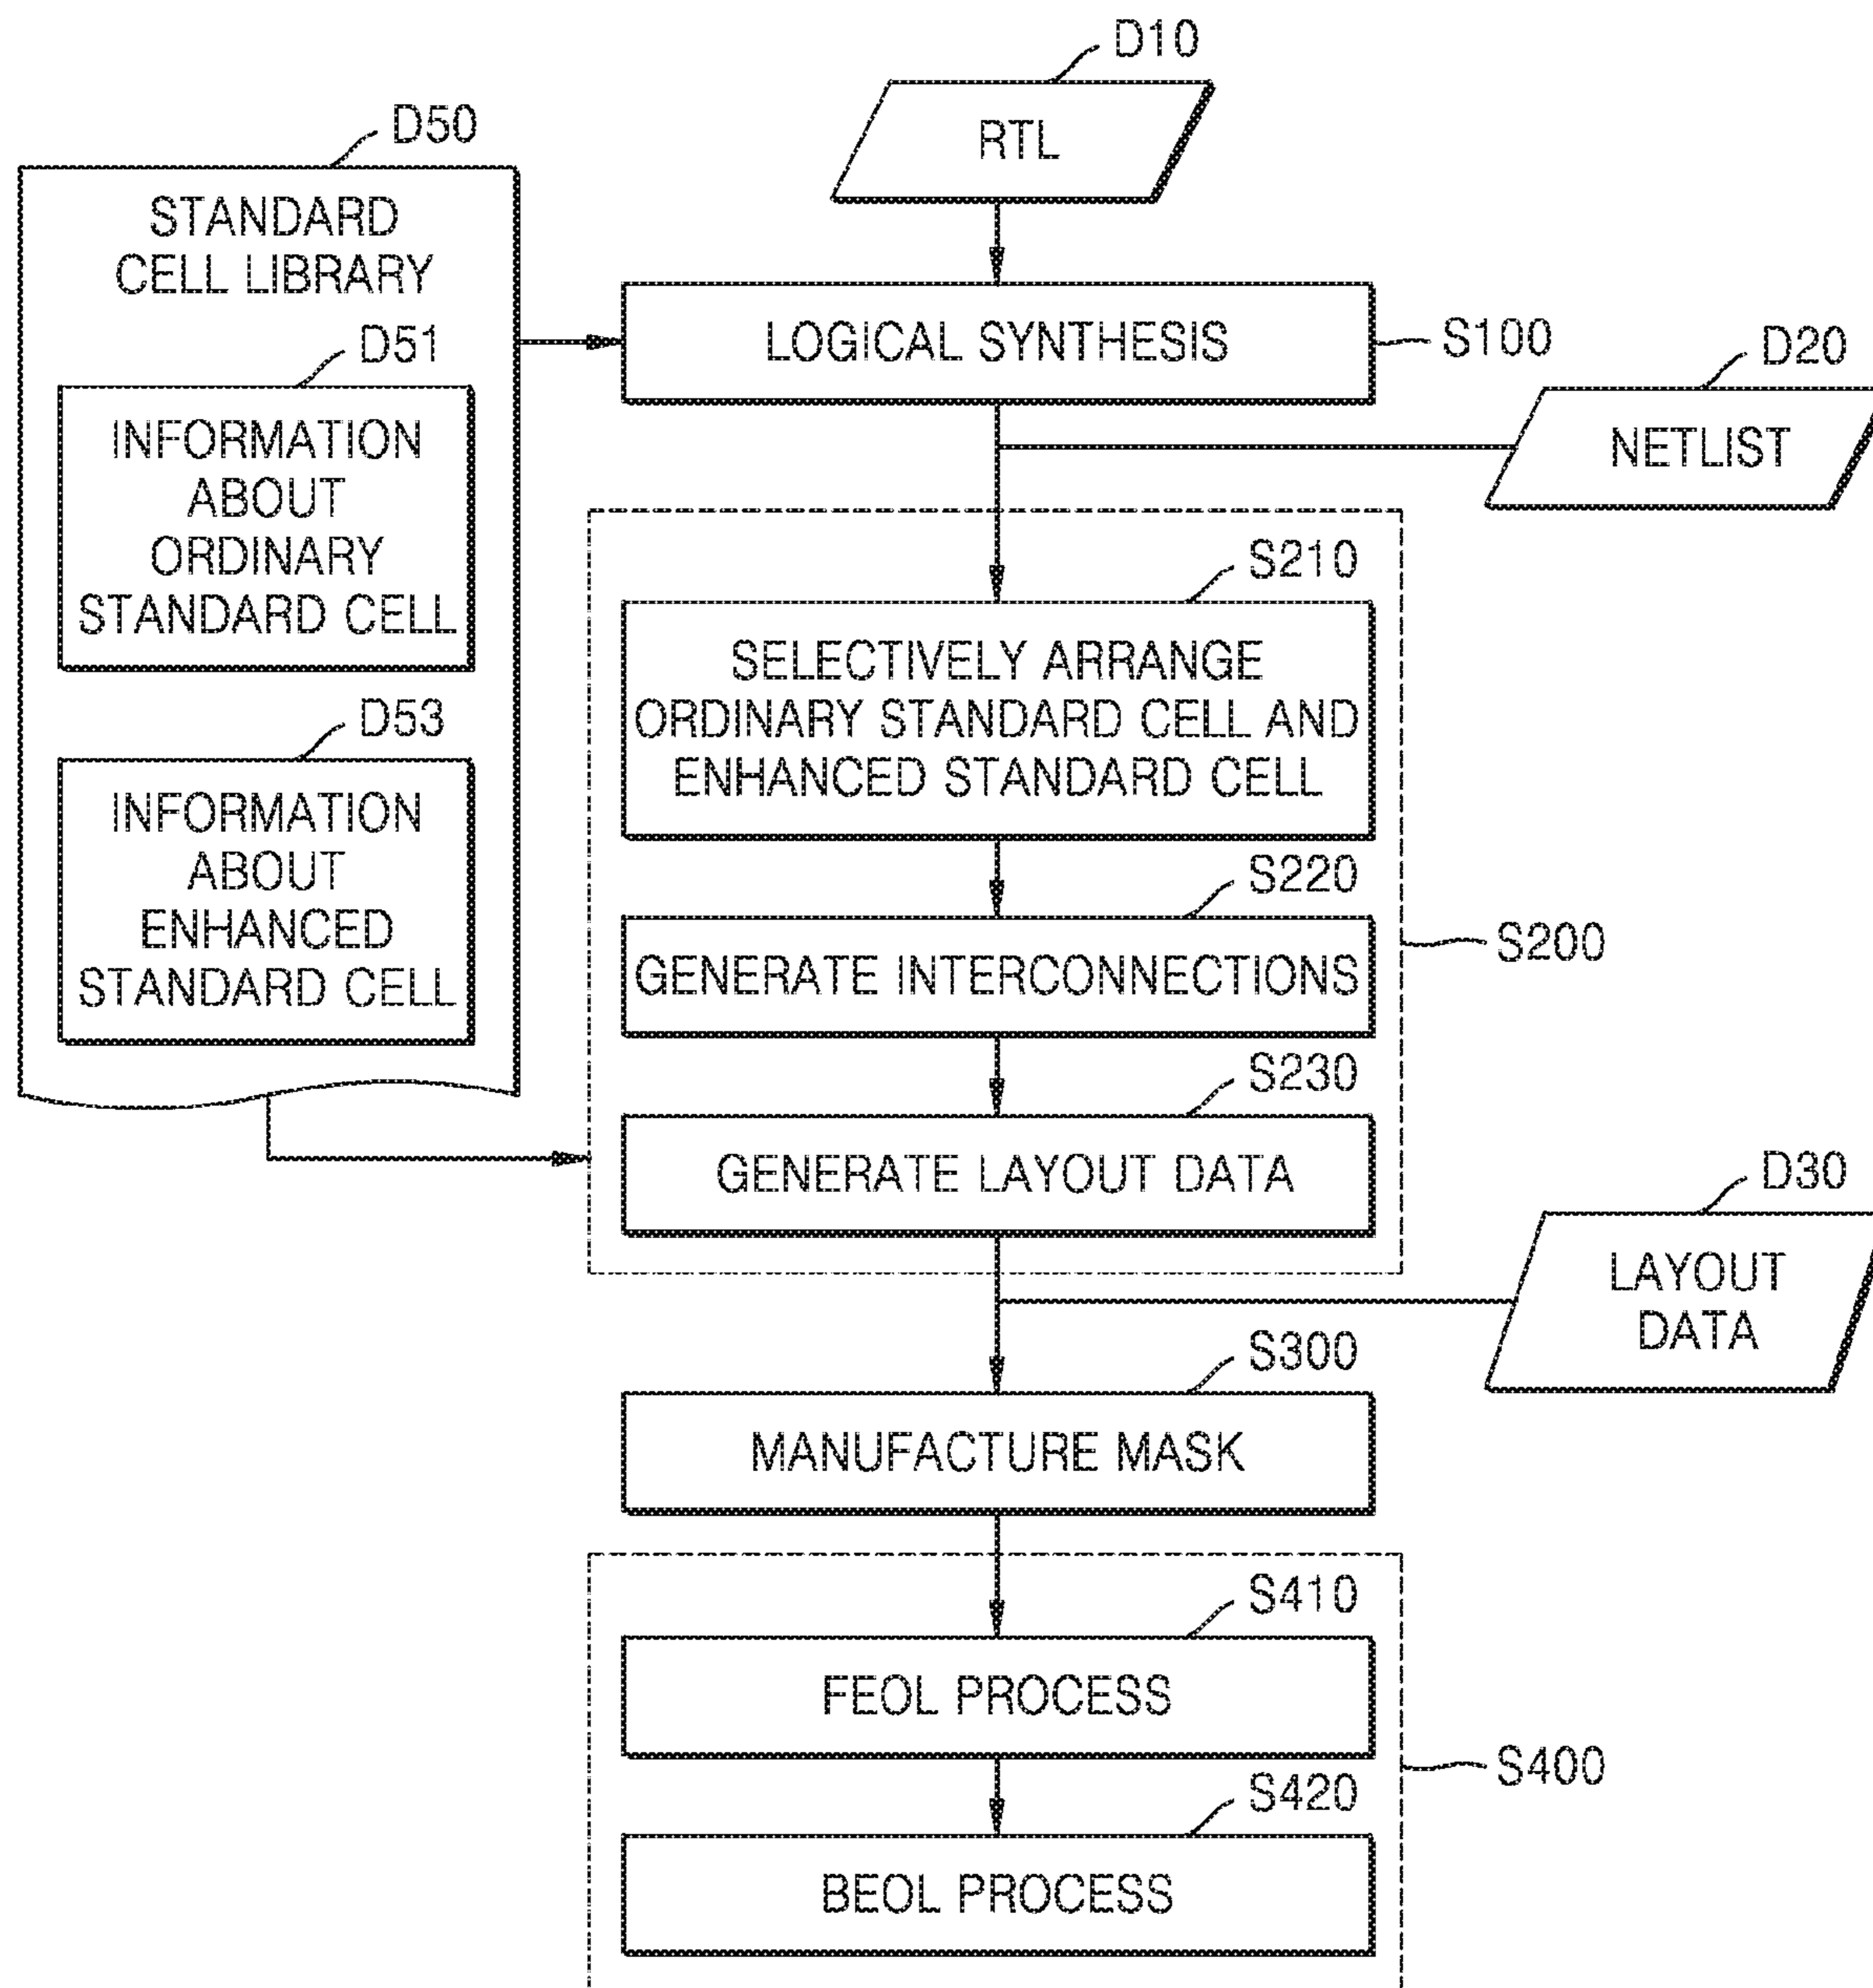 D10
RTL
D50
STANDARD
CELL LIBRARY
D51
INFORMATION
ABOUT
ORDINARY
STANDARD CELL
D53
INFORMATION
ABOUT
ENHANCED
STANDARD CELL
LOGICAL SYNTHESIS
S100
D20
NETLIST
S210
SELECTIVELY ARRANGE
ORDINARY STANDARD CELL AND
ENHANCED STANDARD CELL
S220
GENERATE INTERCONNECTIONS
S200
S230
GENERATE LAYOUT DATA
D30
LAYOUT
DATA
S300
MANUFACTURE MASK
S410
FEOL PROCESS
S400
S420
BEOL PROCESS